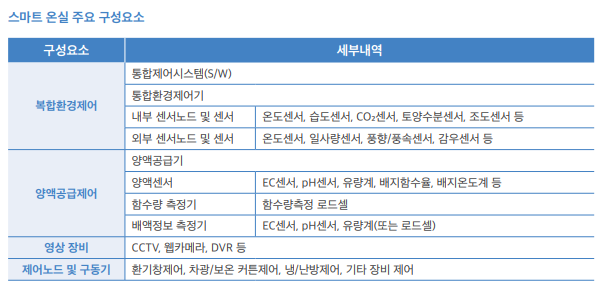 스마트 온실 주요 구성요소
구성요소 세부내역
복합환경제어
통합제어시스템(S/W)
통합환경제어기
내부 센서노드 및 센서 온도센서, 습도센서, CO₂센서, 토양수분센서, 조도센서 등
외부 센서노드 및 센서 온도센서, 일사량센서, 풍향/풍속센서, 감우센서 등
양액공급제어
양액공급기
양액센서 EC센서, pH센서, 유량계, 배지함수율, 배지온도계 등
함수량 측정기 함수량측정 로드셀
배액정보 측정기 EC센서, pH센서, 유량계(또는 로드셀)
영상 장비 CCTV, 웹카메라, DVR 등
제어노드 및 구동기 환기창제어, 차광/보온 커튼제어, 냉/난방제어, 기타 장비 제어